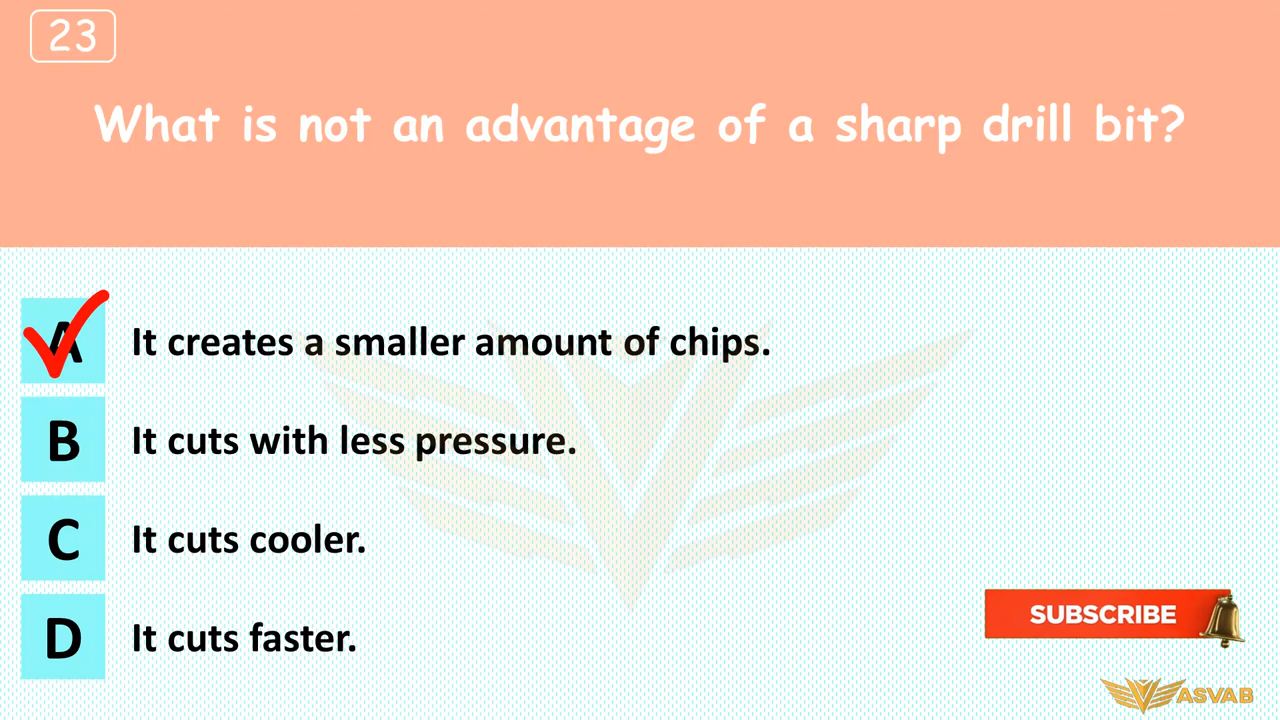 23
What is not an advantage of a sharp drill bit?
A It creates a smaller amount of chips.
B It cuts with less pressure.
C It cuts cooler.
D It cuts faster.
SUBSCRIBE
ASVAB